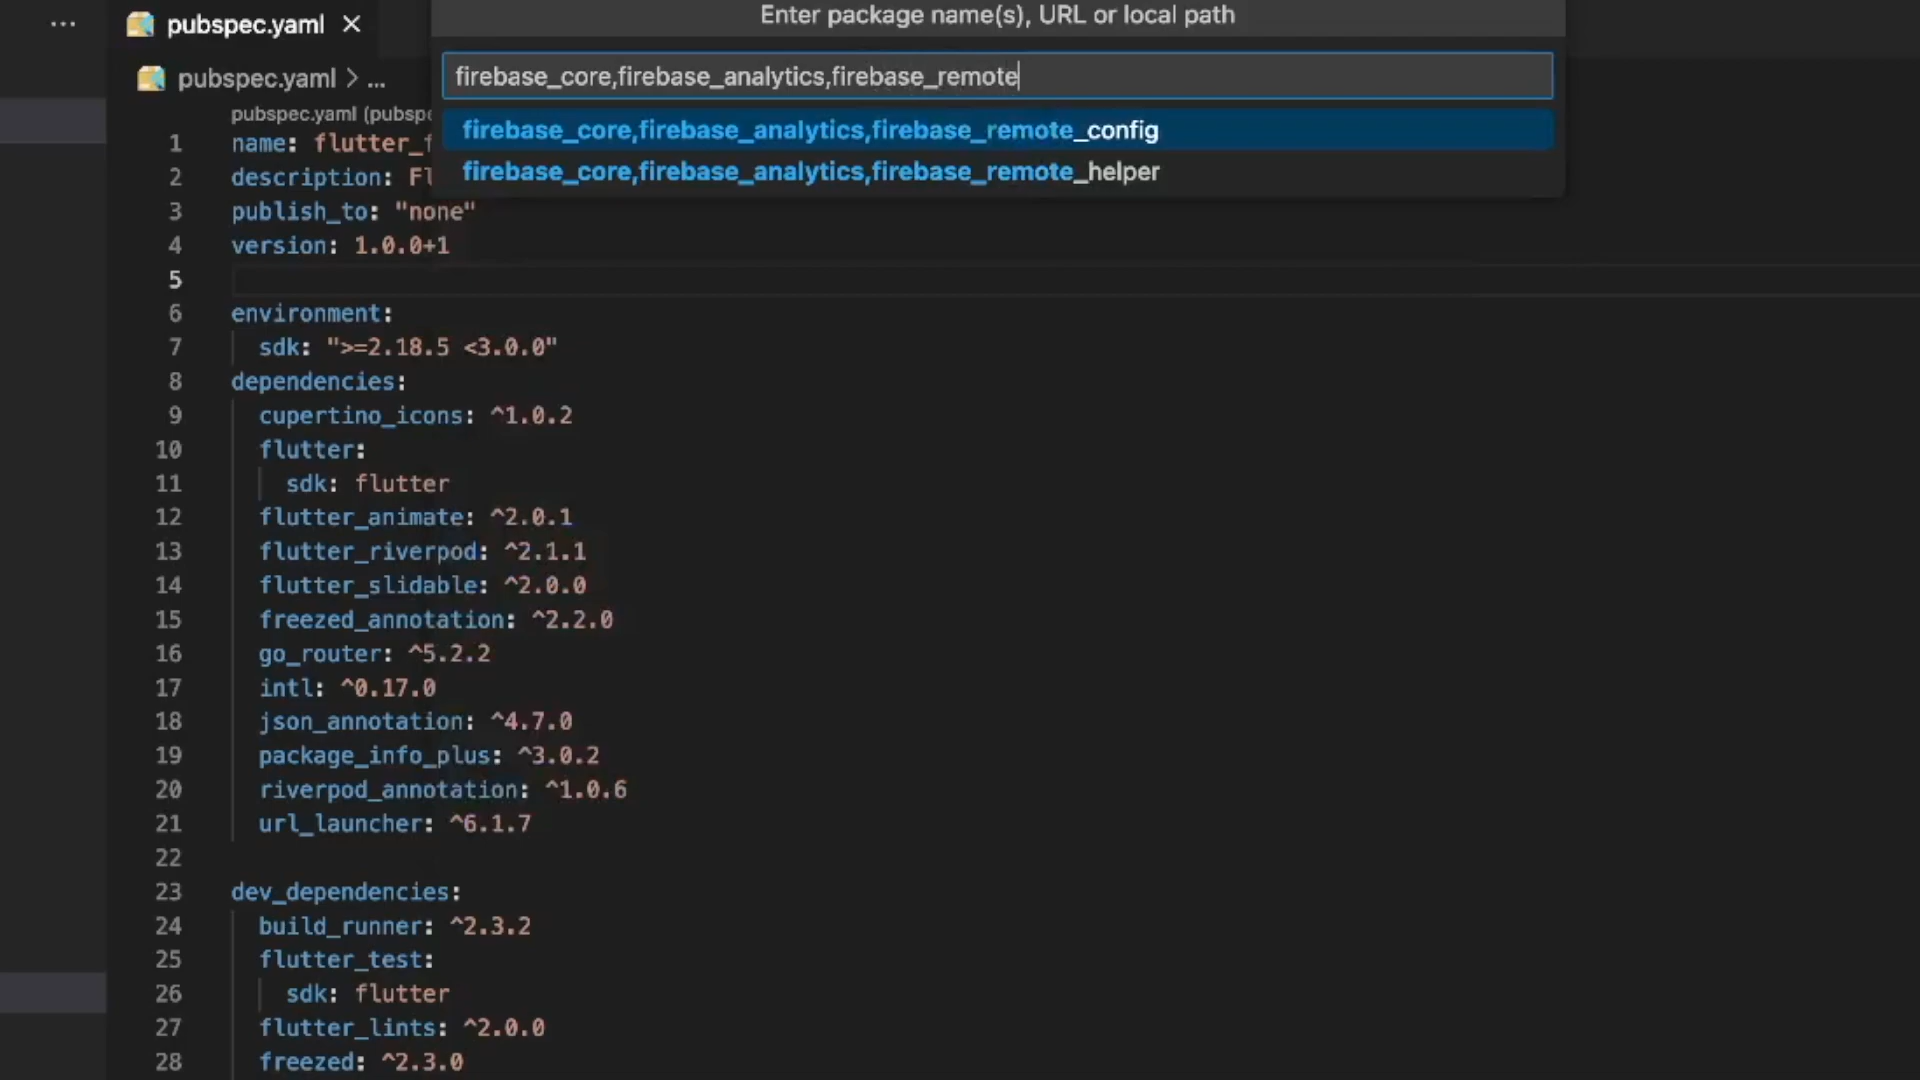 pubspec.yaml
Enter package name(s), URL or local path
firebase_core,firebase_analytics,firebase_remote
pubspec.yaml > ...
firebase_core,firebase_analytics,firebase_remote_config
firebase_core,firebase_analytics,firebase_remote_helper
pubspec.yaml (pubspe
1 name: flutter_f
2 description: Fl
3 publish_to: "none"
4 version: 1.0.0+1
5
6 environment:
7 sdk: ">=2.18.5 <3.0.0"
8 dependencies:
9 cupertino_icons: ^1.0.2
10 flutter:
11 sdk: flutter
12 flutter_animate: ^2.0.1
13 flutter_riverpod: ^2.1.1
14 flutter_slidable: ^2.0.0
15 freezed_annotation: ^2.2.0
16 go_router: ^5.2.2
17 intl: ^0.17.0
18 json_annotation: ^4.7.0
19 package_info_plus: ^3.0.2
20 riverpod_annotation: ^1.0.6
21 url_launcher: ^6.1.7
22
23 dev_dependencies:
24 build_runner: ^2.3.2
25 flutter_test:
26 sdk: flutter
27 flutter_lints: ^2.0.0
28 freezed: ^2.3.0